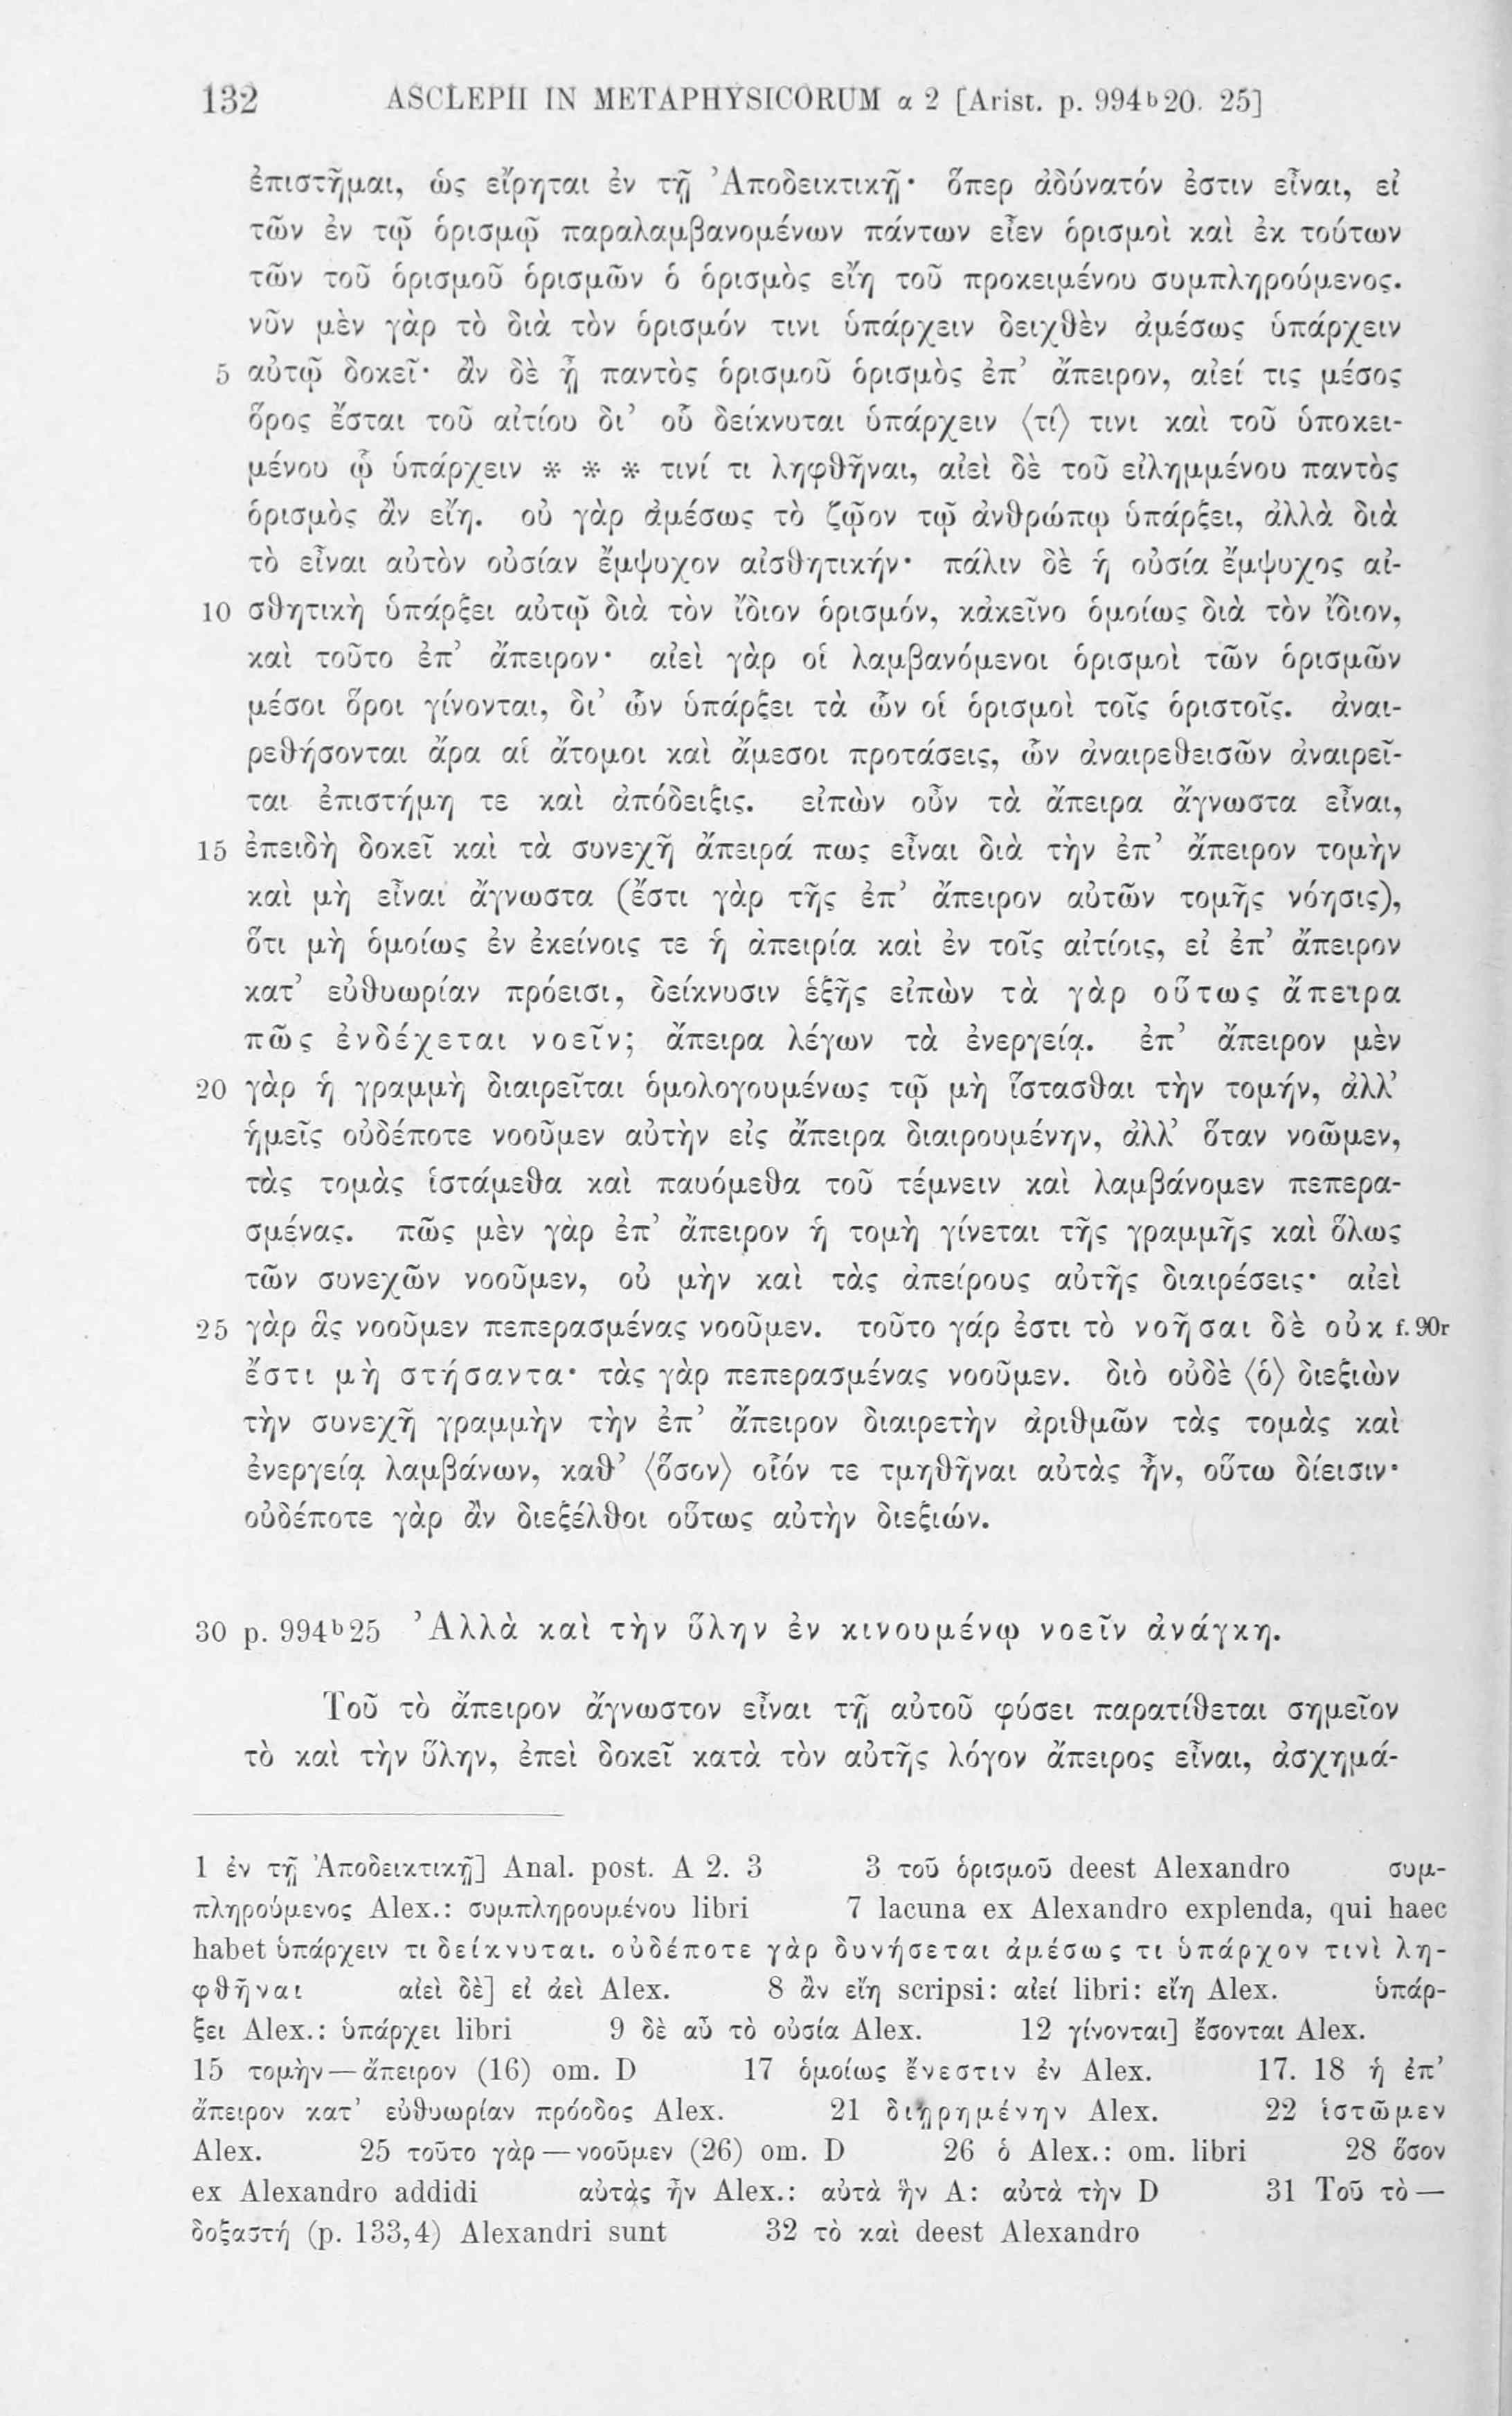 132 ASCLEPII IN METAPHYSICORUM α 2 [Arist. p. 994ᵇ20. 25]
ἐπιστῆμαι, ὡς εἴρηται ἐν τῇ Ἀποδεικτικῇ· ὅπερ ἀδύνατόν ἐστιν εἶναι, εἰ
τῶν ἐν τῷ ὁρισμῷ παραλαμβανομένων πάντων εἶεν ὁρισμοὶ καὶ ἐκ τούτων
τῶν τοῦ ὁρισμοῦ ὁρισμῶν ὁ ὁρισμὸς εἴη τοῦ προκειμένου συμπληρούμενος.
νῦν μὲν γὰρ τὸ διὰ τὸν ὁρισμόν τινι ὑπάρχειν δειχθὲν ἀμέσως ὑπάρχειν
5 αὐτῷ δοκεῖ· ἂν δὲ ᾖ παντὸς ὁρισμοῦ ὁρισμὸς ἐπ’ ἄπειρον, αἰεί τις μέσος
ὅρος ἔσται τοῦ αἰτίου δι’ οὗ δείκνυται ὑπάρχειν ⟨τί⟩ τινι καὶ τοῦ ὑποκει-
μένου ᾧ ὑπάρχειν * * * τινί τι ληφθῆναι, αἰεὶ δὲ τοῦ εἰλημμένου παντὸς
ὁρισμὸς ἂν εἴη. οὐ γὰρ ἀμέσως τὸ ζῷον τῷ ἀνθρώπῳ ὑπάρξει, ἀλλὰ διὰ
τὸ εἶναι αὐτὸν οὐσίαν ἔμψυχον αἰσθητικήν· πάλιν δὲ ἡ οὐσία ἔμψυχος αἰ-
10 σθητικὴ ὑπάρξει αὐτῷ διὰ τὸν ἴδιον ὁρισμόν, κἀκεῖνο ὁμοίως διὰ τὸν ἴδιον,
καὶ τοῦτο ἐπ’ ἄπειρον· αἰεὶ γὰρ οἱ λαμβανόμενοι ὁρισμοὶ τῶν ὁρισμῶν
μέσοι ὅροι γίνονται, δι’ ὧν ὑπάρξει τὰ ὧν οἱ ὁρισμοὶ τοῖς ὁριστοῖς. ἀναι-
ρεθήσονται ἄρα αἱ ἄτομοι καὶ ἄμεσοι προτάσεις, ὧν ἀναιρεθεισῶν ἀναιρεῖ-
ται ἐπιστήμη τε καὶ ἀπόδειξις. εἰπὼν οὖν τὰ ἄπειρα ἄγνωστα εἶναι,
15 ἐπειδὴ δοκεῖ καὶ τὰ συνεχῆ ἄπειρά πως εἶναι διὰ τὴν ἐπ’ ἄπειρον τομὴν
καὶ μὴ εἶναι ἄγνωστα (ἔστι γὰρ τῆς ἐπ’ ἄπειρον αὐτῶν τομῆς νόησις),
ὅτι μὴ ὁμοίως ἐν ἐκείνοις τε ἡ ἀπειρία καὶ ἐν τοῖς αἰτίοις, εἰ ἐπ’ ἄπειρον
κατ’ εὐθυωρίαν πρόεισι, δείκνυσιν ἑξῆς εἰπὼν τὰ γὰρ οὕτως ἄπειρα
πῶς ἐνδέχεται νοεῖν; ἄπειρα λέγων τὰ ἐνεργείᾳ. ἐπ’ ἄπειρον μὲν
20 γὰρ ἡ γραμμὴ διαιρεῖται ὁμολογουμένως τῷ μὴ ἵστασθαι τὴν τομήν, ἀλλ’
ἡμεῖς οὐδέποτε νοοῦμεν αὐτὴν εἰς ἄπειρα διαιρουμένην, ἀλλ’ ὅταν νοῶμεν,
τὰς τομὰς ἱστάμεθα καὶ παυόμεθα τοῦ τέμνειν καὶ λαμβάνομεν πεπερα-
σμένας. πῶς μὲν γὰρ ἐπ’ ἄπειρον ἡ τομὴ γίνεται τῆς γραμμῆς καὶ ὅλως
τῶν συνεχῶν νοοῦμεν, οὐ μὴν καὶ τὰς ἀπείρους αὐτῆς διαιρέσεις· αἰεὶ
25 γὰρ ἃς νοοῦμεν πεπερασμένας νοοῦμεν. τοῦτο γάρ ἐστι τὸ νοῆσαι δὲ οὐκ f. 90r
ἔστι μὴ στήσαντα· τὰς γὰρ πεπερασμένας νοοῦμεν. διὸ οὐδὲ ⟨ὁ⟩ διεξιὼν
τὴν συνεχῆ γραμμὴν τὴν ἐπ’ ἄπειρον διαιρετὴν ἀριθμῶν τὰς τομὰς καὶ
ἐνεργείᾳ λαμβάνων, καθ’ ⟨ὅσον⟩ οἷόν τε τμηθῆναι αὐτὰς ἦν, οὕτω δίεισιν·
οὐδέποτε γὰρ ἂν διεξέλθοι οὕτως αὐτὴν διεξιών.
30 p. 994ᵇ25 Ἀλλὰ καὶ τὴν ὕλην ἐν κινουμένῳ νοεῖν ἀνάγκη.
Τοῦ τὸ ἄπειρον ἄγνωστον εἶναι τῇ αὐτοῦ φύσει παρατίθεται σημεῖον
τὸ καὶ τὴν ὕλην, ἐπεὶ δοκεῖ κατὰ τὸν αὐτῆς λόγον ἄπειρος εἶναι, ἀσχημά-
1 ἐν τῇ Ἀποδεικτικῇ] Anal. post. A 2. 3 3 τοῦ ὁρισμοῦ deest Alexandro συμ-
πληρούμενος Alex.: συμπληρουμένου libri 7 lacuna ex Alexandro explenda, qui haec
habet ὑπάρχειν τι δείκνυται. οὐδέποτε γὰρ δυνήσεται ἀμέσως τι ὑπάρχον τινὶ λη-
φθῆναι αἰεὶ δὲ] εἰ ἀεὶ Alex. 8 ἂν εἴη scripsi: αἰεί libri: εἴη Alex. ὑπάρ-
ξει Alex.: ὑπάρχει libri 9 δὲ αὖ τὸ οὐσία Alex. 12 γίνονται] ἔσονται Alex.
15 τομὴν — ἄπειρον (16) om. D 17 ὁμοίως ἔνεστιν ἐν Alex. 17. 18 ἡ ἐπ’
ἄπειρον κατ’ εὐθυωρίαν πρόοδος Alex. 21 διῃρημένην Alex. 22 ἱστῶμεν
Alex. 25 τοῦτο γὰρ — νοοῦμεν (26) om. D 26 ὁ Alex.: om. libri 28 ὅσον
ex Alexandro addidi αὐτὰς ἦν Alex.: αὐτὰ ἣν A: αὐτὰ τὴν D 31 Τοῦ τὸ —
δοξαστή (p. 133,4) Alexandri sunt 32 τὸ καὶ deest Alexandro